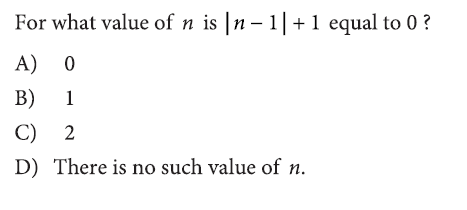 For what value of n is |n – 1| + 1 equal to 0 ?
A) 0
B) 1
C) 2
D) There is no such value of n.